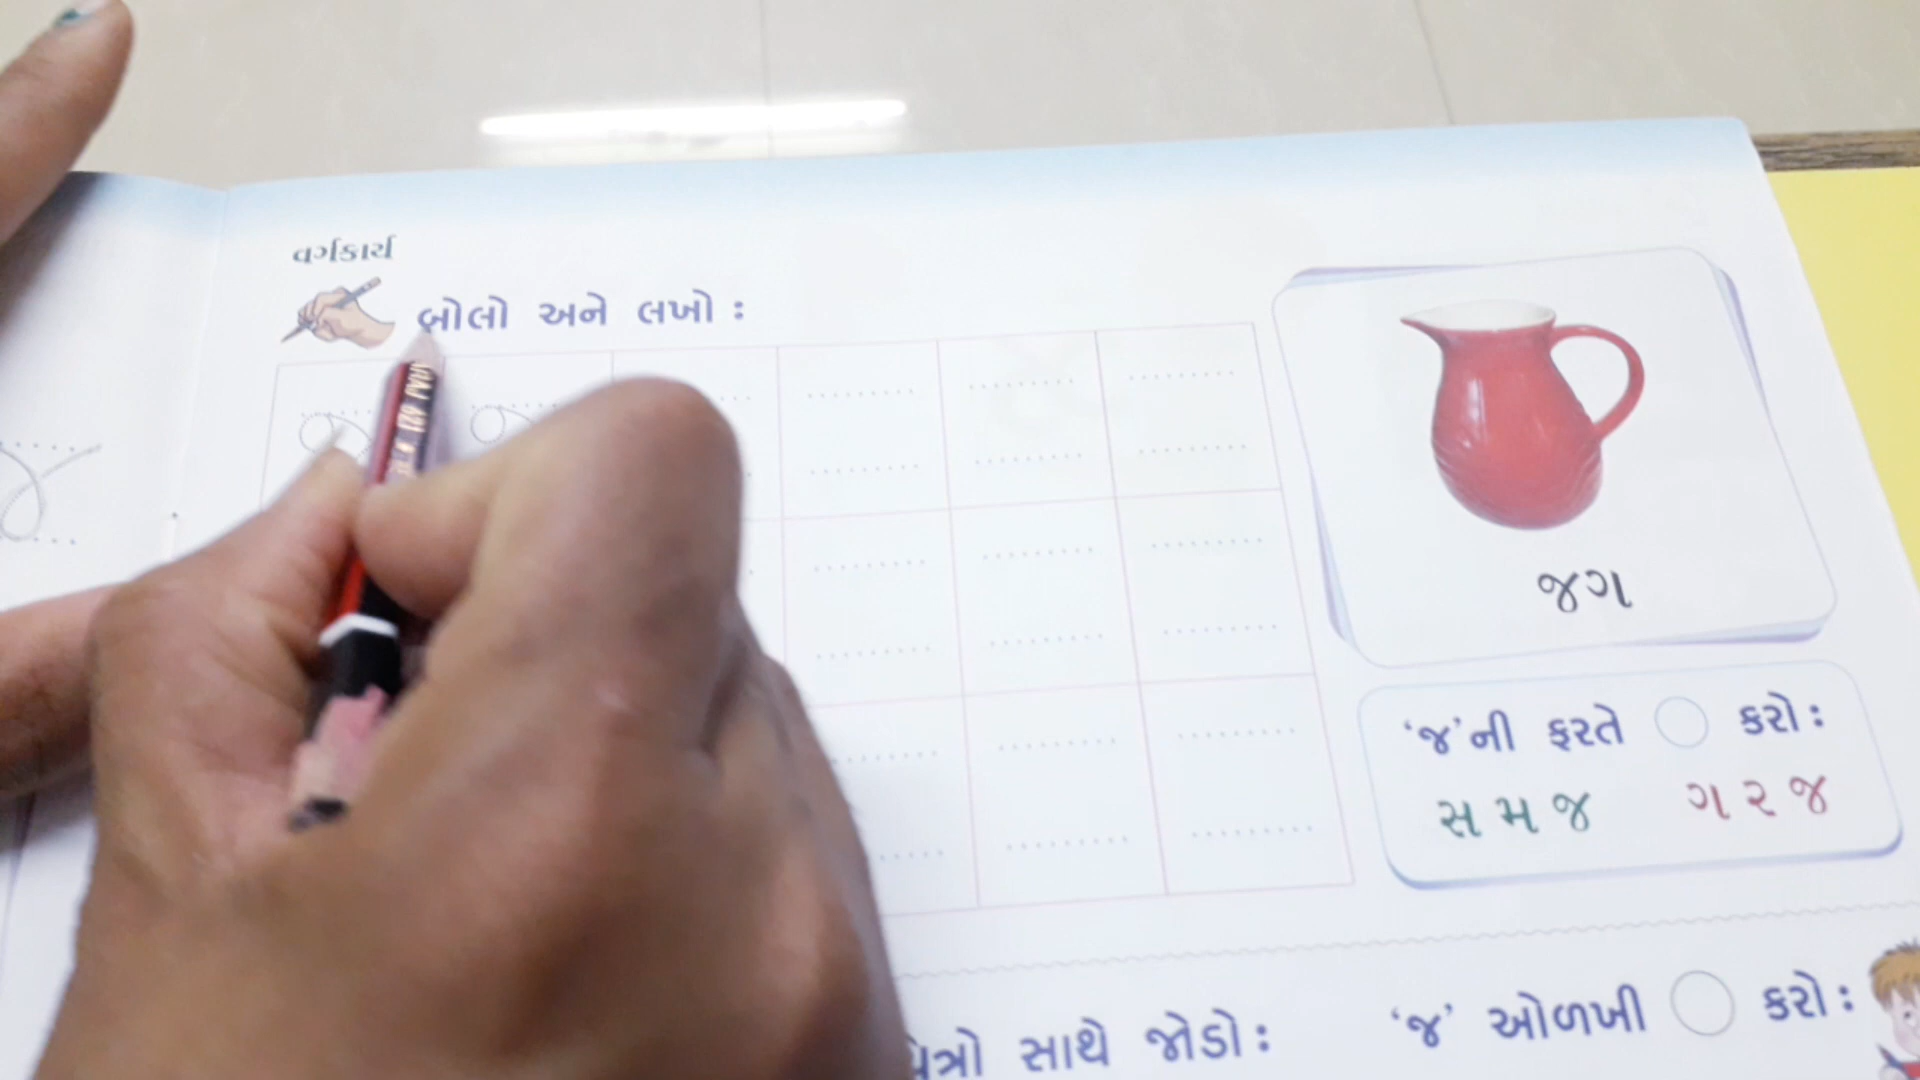 વર્ગકાર્ય
બોલો અને લખો :
જગ
‘જ’ની ફરતે ○ કરો :
સ મ જ ગ ર જ
સાથે જોડો :
‘જ’ ઓળખી ○ કરો :